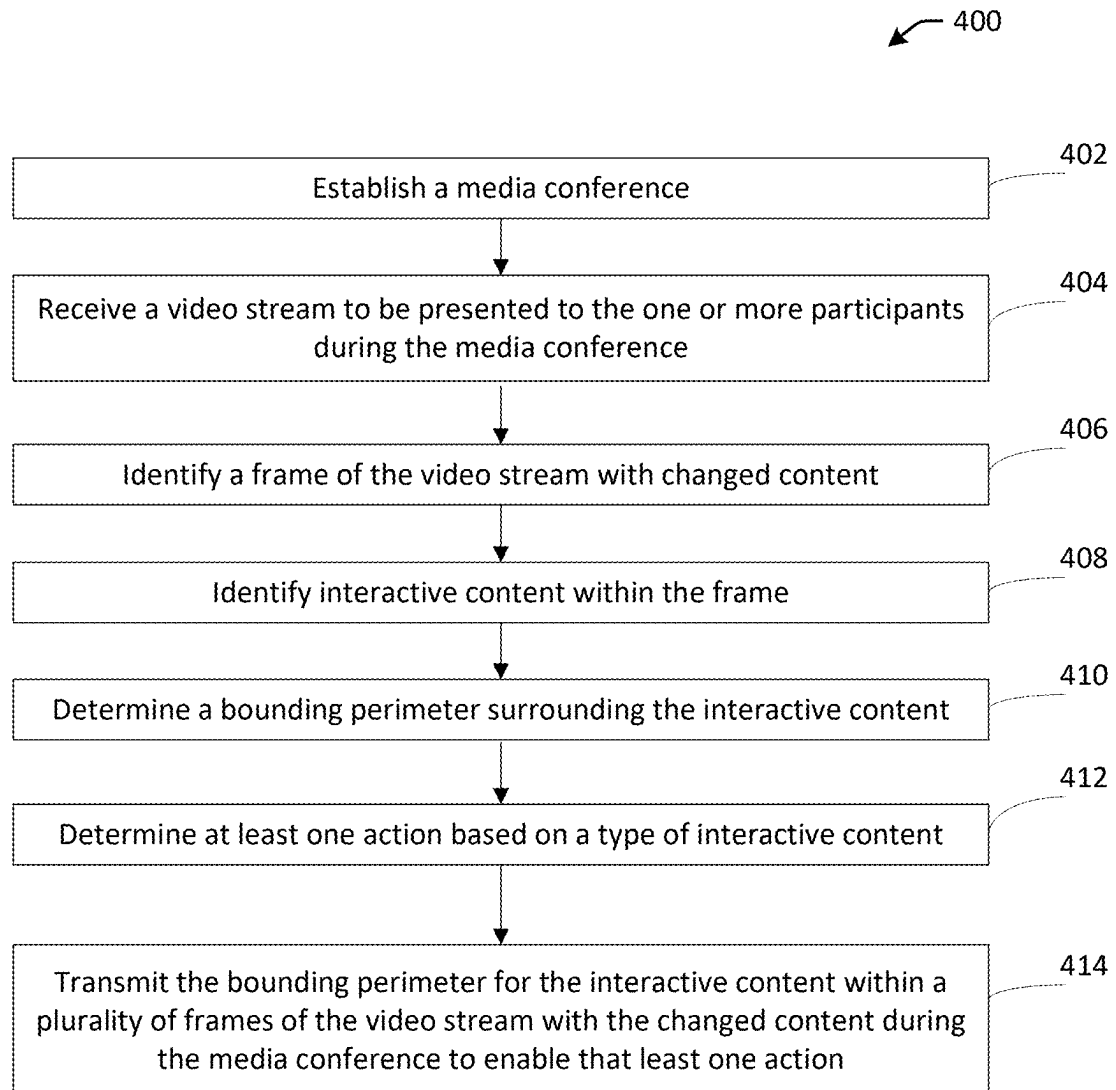 400
402
Establish a media conference
404
Receive a video stream to be presented to the one or more participants
during the media conference
406
Identify a frame of the video stream with changed content
408
Identify interactive content within the frame
410
Determine a bounding perimeter surrounding the interactive content
412
Determine at least one action based on a type of interactive content
414
Transmit the bounding perimeter for the interactive content within a
plurality of frames of the video stream with the changed content during
the media conference to enable that least one action